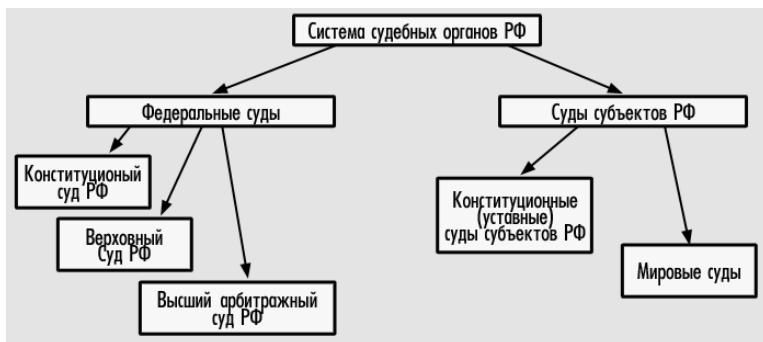 Система судебных органов РФ
Федеральные суды
Суды субъектов РФ
Конституционый
суд РФ
Верховный
Суд РФ
Высший арбитражный
суд РФ
Конституционные
(уставные)
суды субъектов РФ
Мировые суды